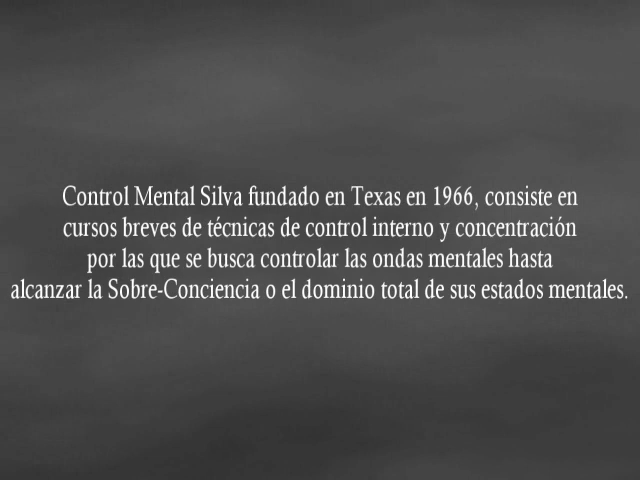 Control Mental Silva fundado en Texas en 1966, consiste en
cursos breves de técnicas de control interno y concentración
por las que se busca controlar las ondas mentales hasta
alcanzar la Sobre-Conciencia o el dominio total de sus estados mentales.